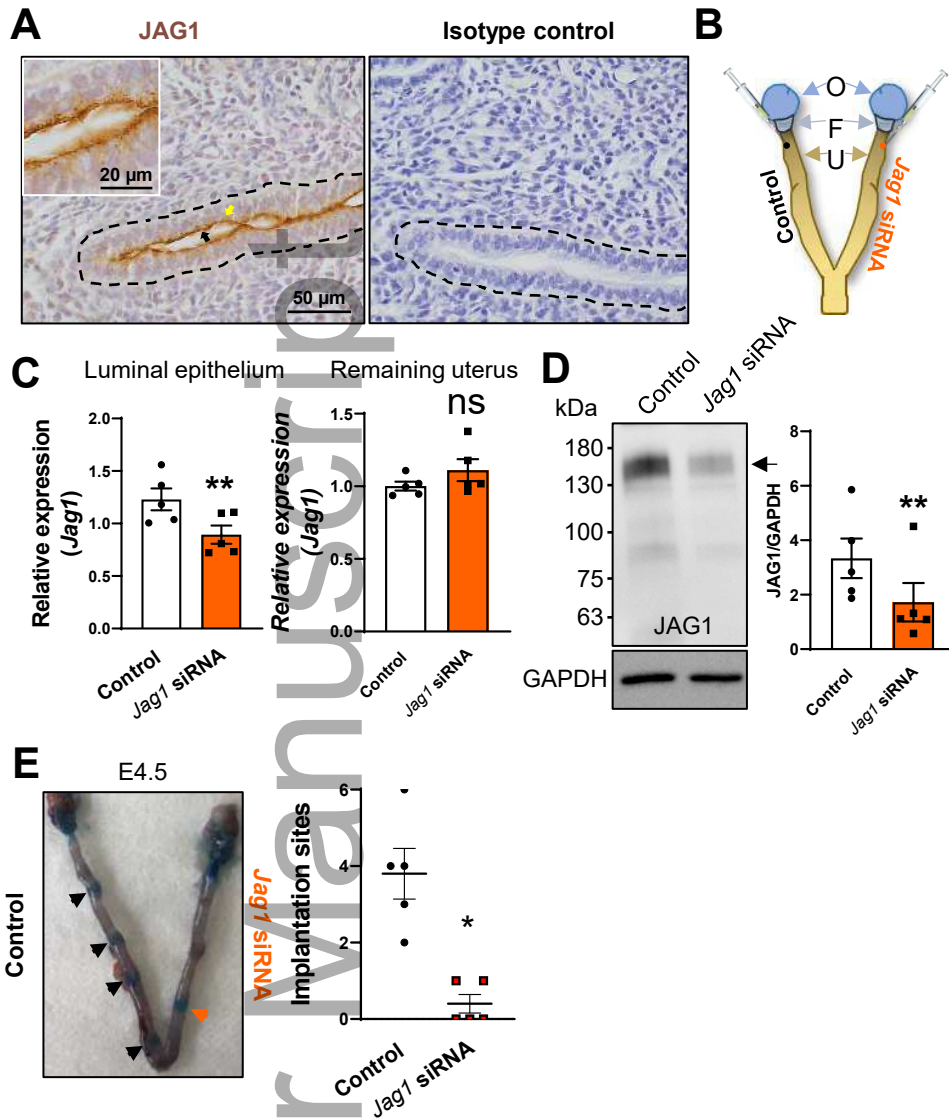 A
JAG1
Isotype control
20 µm
50 µm
B
O
F
U
Control
Jag1 siRNA
C
Luminal epithelium
Remaining uterus
Relative expression
(Jag1)
2.0
1.5
1.0
0.5
0.0
**
Control
Jag1 siRNA
Relative expression
(Jag1)
1.5
1.0
0.5
0.0
ns
Control
Jag1 siRNA
D
kDa
Control
Jag1 siRNA
180
130
100
75
63
JAG1
GAPDH
JAG1/GAPDH
8
6
4
2
0
**
Control
Jag1 siRNA
E
E4.5
Control
Jag1 siRNA
Implantation sites
6
4
2
0
*
Control
Jag1 siRNA
r Manuscript